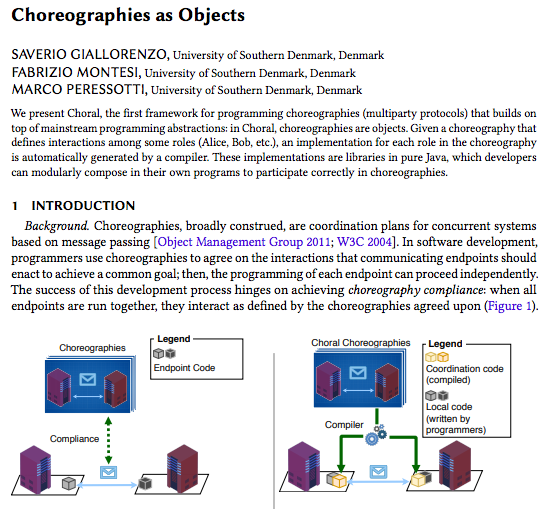 Choreographies as Objects
SAVERIO GIALLORENZO, University of Southern Denmark, Denmark
FABRIZIO MONTESI, University of Southern Denmark, Denmark
MARCO PERESSOTTI, University of Southern Denmark, Denmark
We present Choral, the first framework for programming choreographies (multiparty protocols) that builds on
top of mainstream programming abstractions: in Choral, choreographies are objects. Given a choreography that
defines interactions among some roles (Alice, Bob, etc.), an implementation for each role in the choreography
is automatically generated by a compiler. These implementations are libraries in pure Java, which developers
can modularly compose in their own programs to participate correctly in choreographies.
1 INTRODUCTION
Background. Choreographies, broadly construed, are coordination plans for concurrent systems
based on message passing [Object Management Group 2011; W3C 2004]. In software development,
programmers use choreographies to agree on the interactions that communicating endpoints should
enact to achieve a common goal; then, the programming of each endpoint can proceed independently.
The success of this development process hinges on achieving choreography compliance: when all
endpoints are run together, they interact as defined by the choreographies agreed upon (Figure 1).
Choreographies
Legend
Endpoint Code
Compliance
Choral Choreographies
Legend
Coordination code
(compiled)
Local code
(written by
programmers)
Compiler